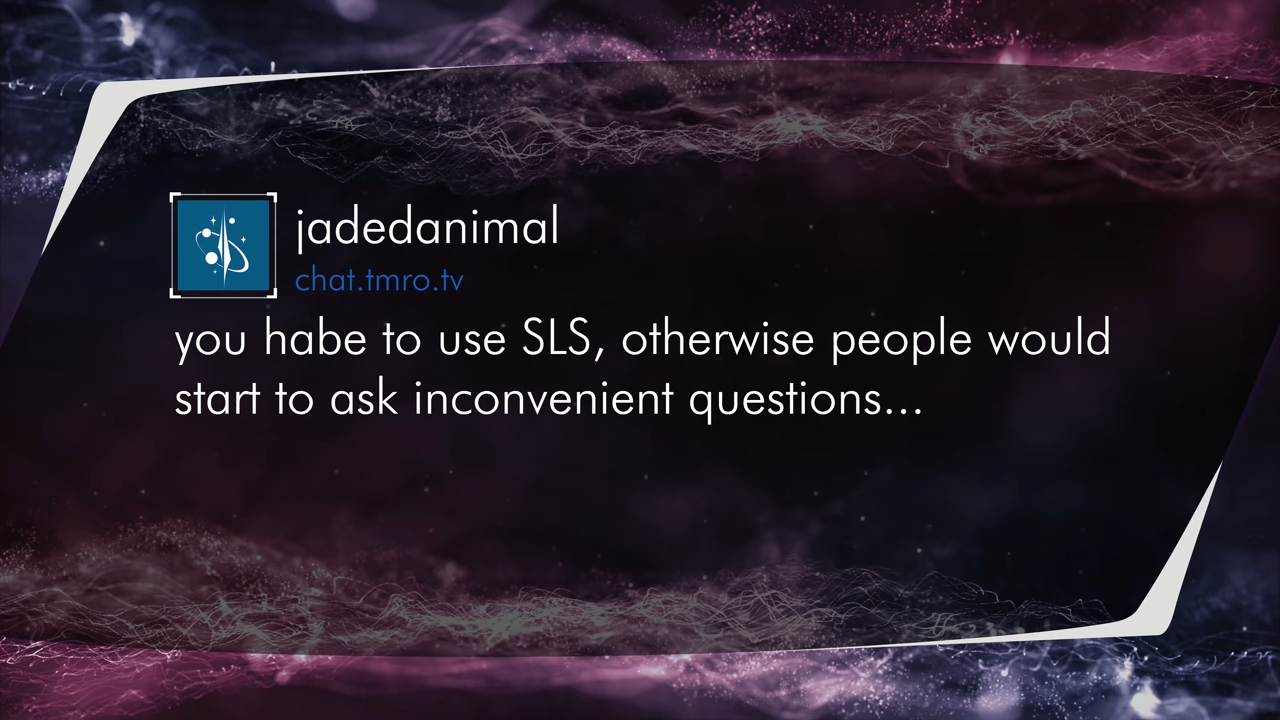 jadedanimal
chat.tmro.tv
you habe to use SLS, otherwise people would
start to ask inconvenient questions...